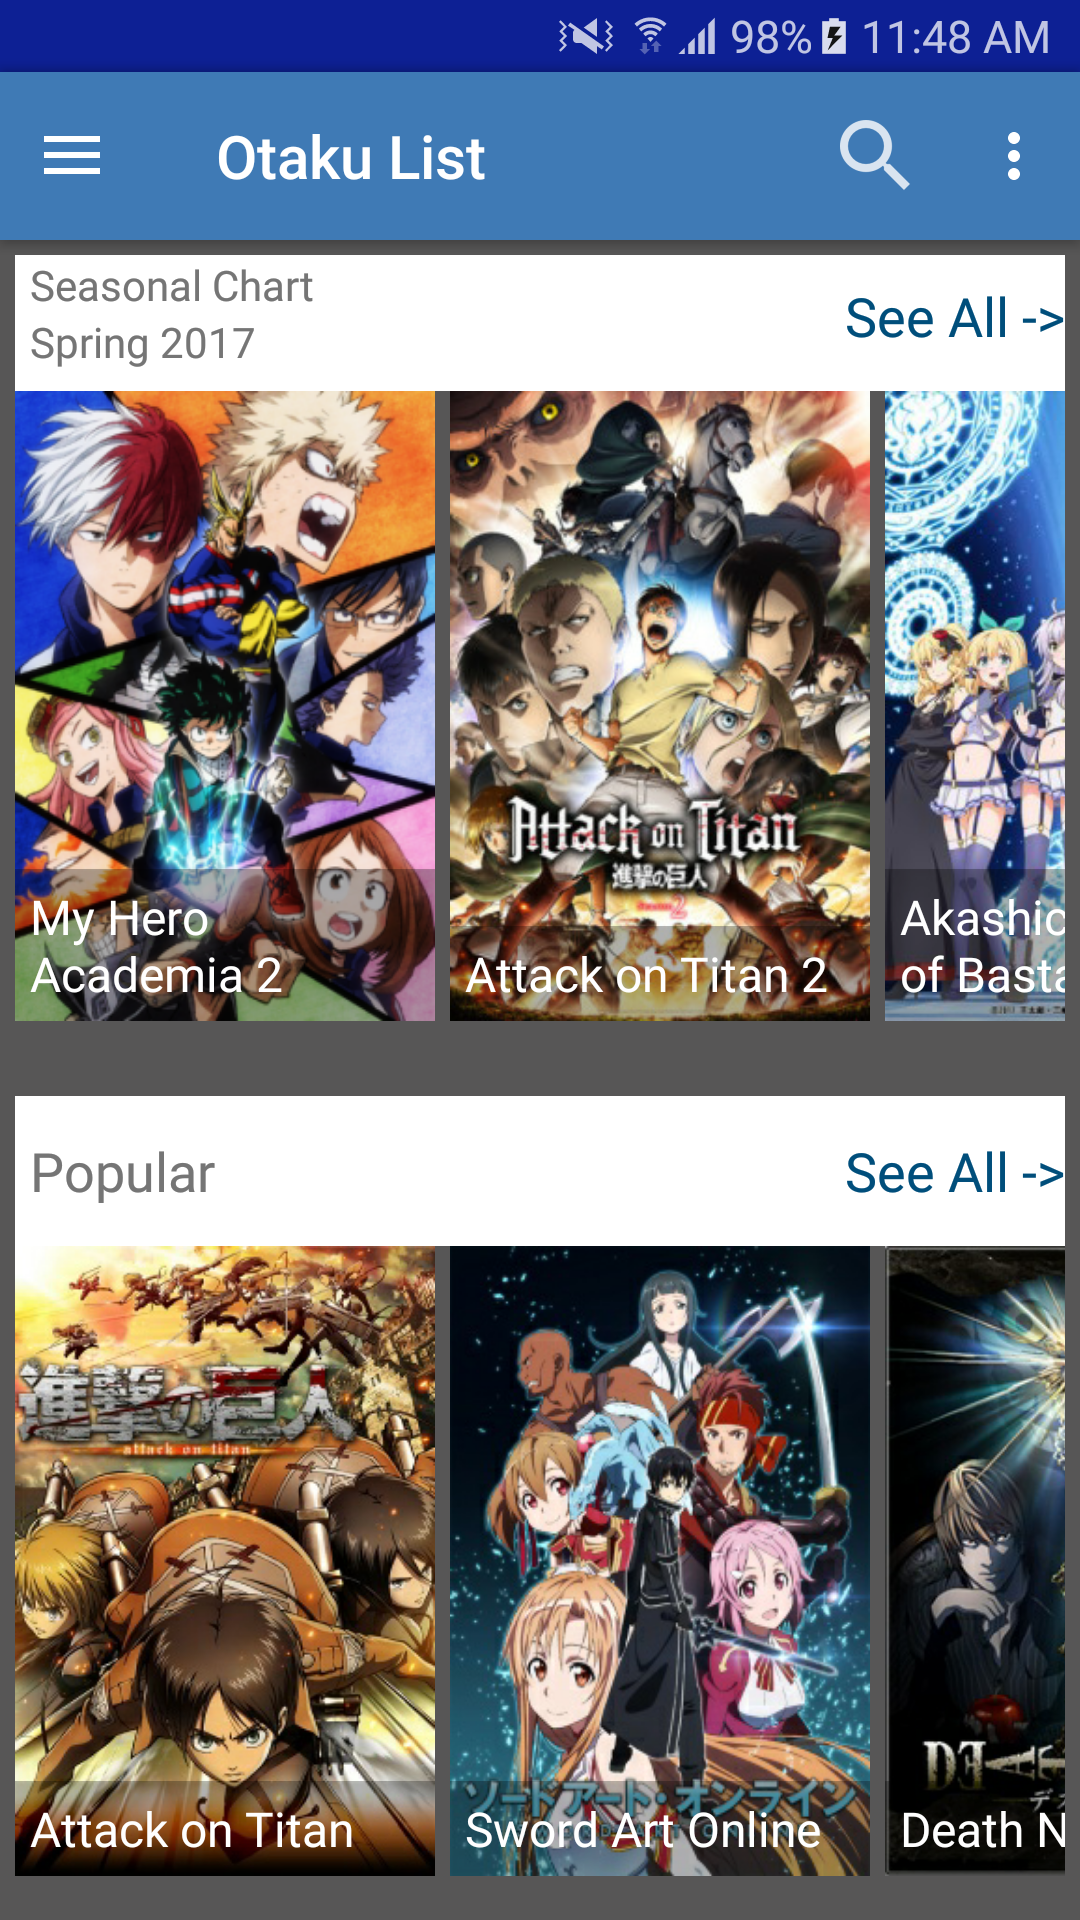 98% 11:48 AM
Otaku List
Seasonal Chart
Spring 2017
See All ->
Attack on Titan
進撃の巨人
Season 2
My Hero
Academia 2
Attack on Titan 2
Akashic
of Basta
Popular
See All ->
進撃の巨人
attack on titan
ソードアート・オンライン
Attack on Titan
Sword Art Online
Death N